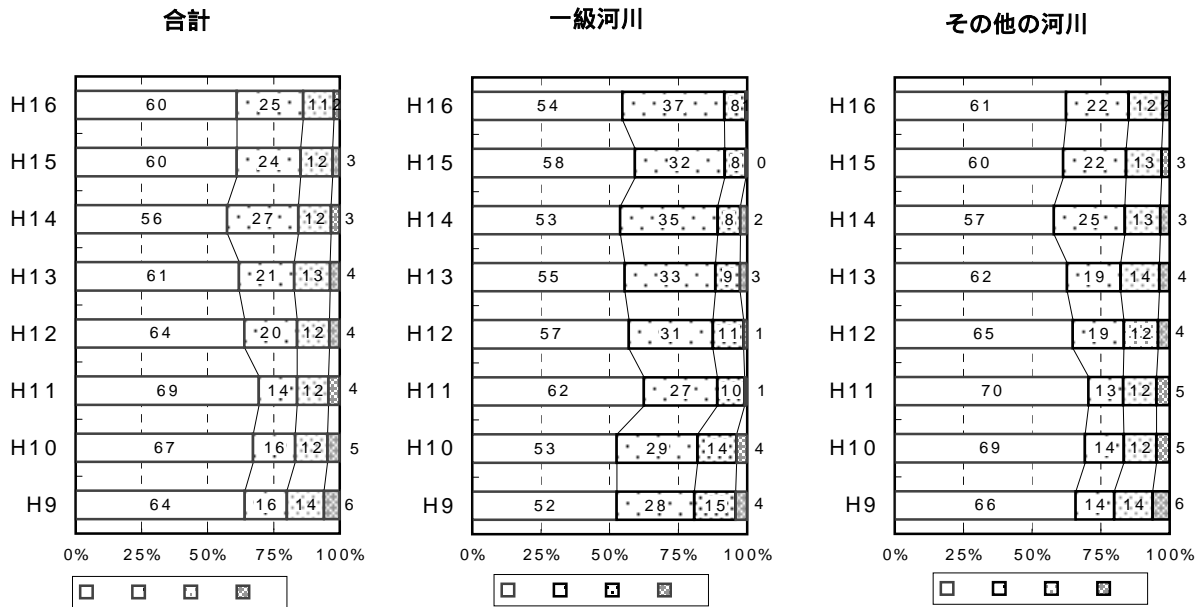 合計 一級河川 その他の河川
H16 60 25 11 2 H16 54 37 8 H16 61 22 12 2
H15 60 24 12 3 H15 58 32 8 0 H15 60 22 13 3
H14 56 27 12 3 H14 53 35 8 2 H14 57 25 13 3
H13 61 21 13 4 H13 55 33 9 3 H13 62 19 14 4
H12 64 20 12 4 H12 57 31 11 1 H12 65 19 12 4
H11 69 14 12 4 H11 62 27 10 1 H11 70 13 12 5
H10 67 16 12 5 H10 53 29 14 4 H10 69 14 12 5
H9 64 16 14 6 H9 52 28 15 4 H9 66 14 14 6
0% 25% 50% 75% 100% 0% 25% 50% 75% 100% 0% 25% 50% 75% 100%